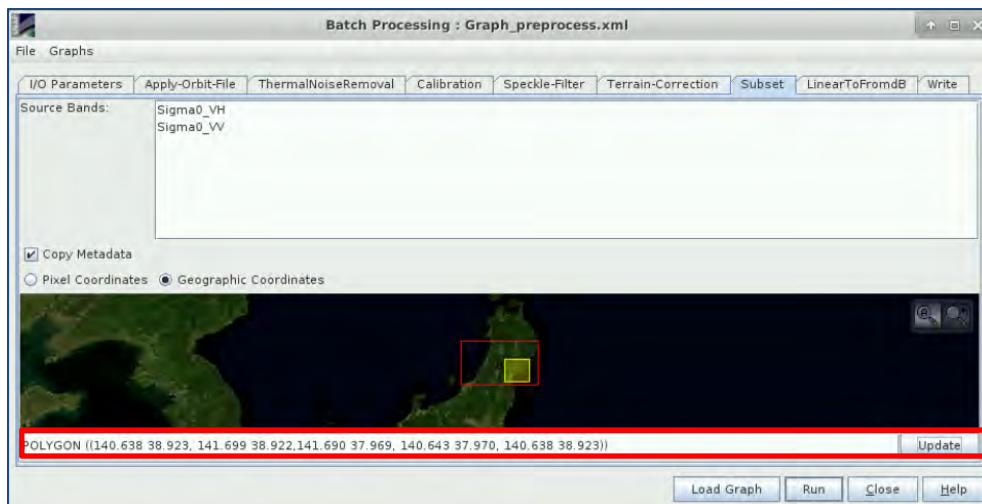 Batch Processing : Graph_preprocess.xml
File Graphs
I/O Parameters Apply-Orbit-File ThermalNoiseRemoval Calibration Speckle-Filter Terrain-Correction Subset LinearToFromdB Write
Source Bands: Sigma0_VH
Sigma0_VV
Copy Metadata
Pixel Coordinates Geographic Coordinates
POLYGON ((140.638 38.923, 141.699 38.922,141.690 37.969, 140.643 37.970, 140.638 38.923)) Update
Load Graph Run Close Help